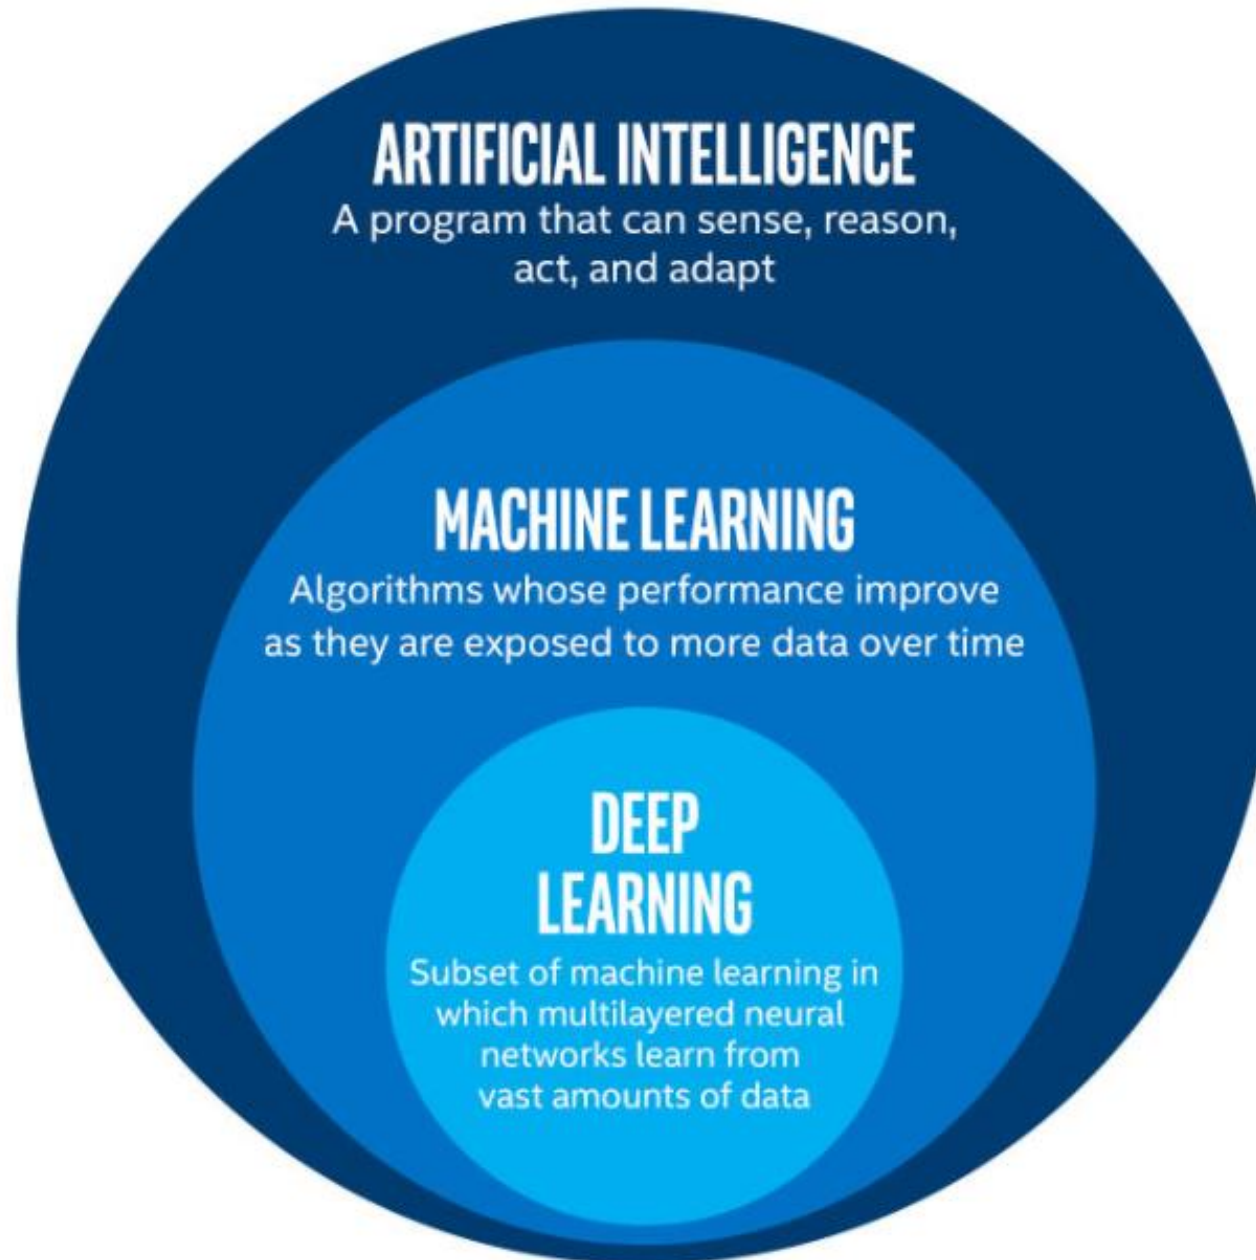 ARTIFICIAL INTELLIGENCE
A program that can sense, reason,
act, and adapt
MACHINE LEARNING
Algorithms whose performance improve
as they are exposed to more data over time
DEEP
LEARNING
Subset of machine learning in
which multilayered neural
networks learn from
vast amounts of data